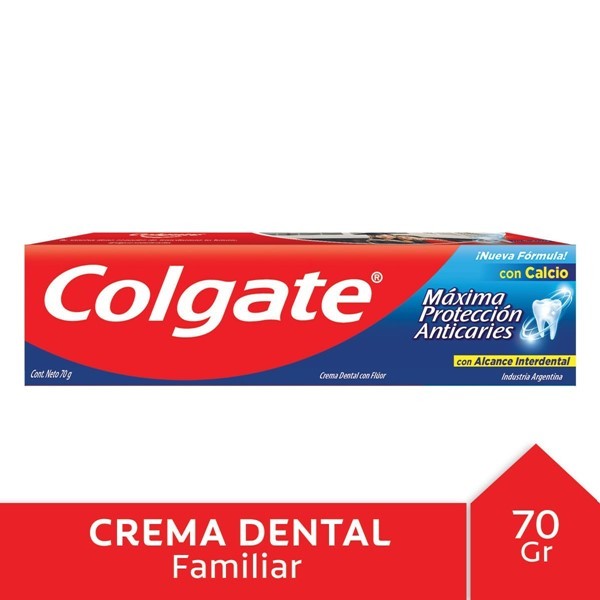 Colgate®
¡Nueva Fórmula!
con Calcio
Máxima
Protección
Anticaries
con Alcance Interdental
Cont. Neto 70 g
Crema Dental con Flúor
Industria Argentina
CREMA DENTAL
Familiar
70
Gr